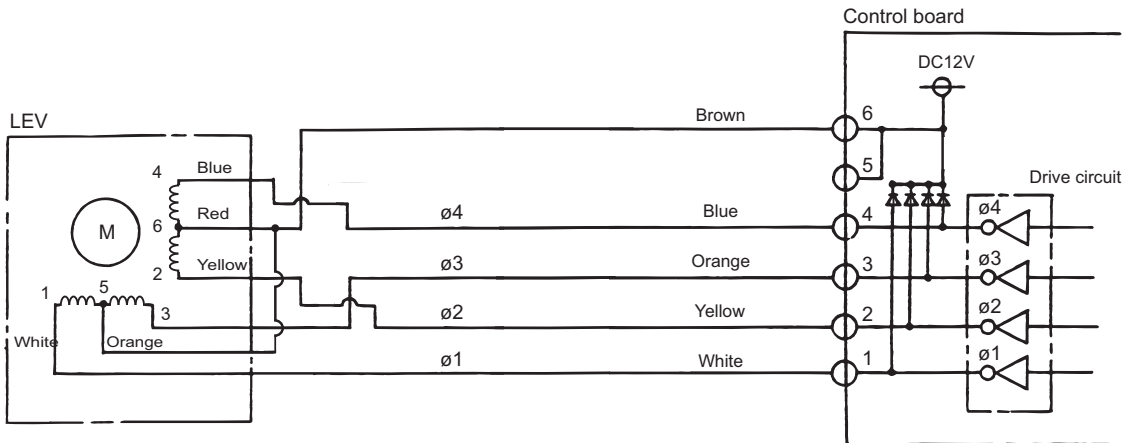 Control board
DC12V
LEV
Brown
6
4
Blue
5
Drive circuit
Red
6
M
ø4
Blue
4
ø4
Yellow
2
ø3
Orange
3
ø3
1
5
3
ø2
Yellow
2
ø2
White
Orange
ø1
White
1
ø1